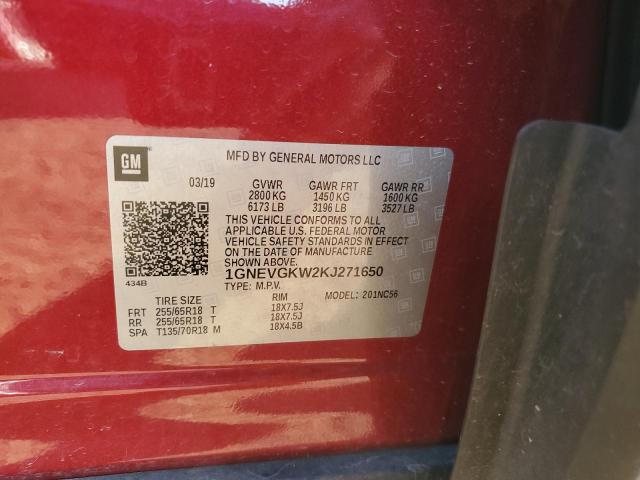 GM
MFD BY GENERAL MOTORS LLC
03/19 GVWR GAWR FRT GAWR RR
2800 KG 1450 KG 1600 KG
6173 LB 3196 LB 3527 LB
THIS VEHICLE CONFORMS TO ALL
APPLICABLE U.S. FEDERAL MOTOR
VEHICLE SAFETY STANDARDS IN EFFECT
ON THE DATE OF MANUFACTURE
SHOWN ABOVE.
434B
1GNEVGKW2KJ271650
TYPE: M.P.V. MODEL: 201NC56
TIRE SIZE RIM
FRT 255/65R18 T 18X7.5J
RR 255/65R18 T 18X7.5J
SPA T135/70R18 M 18X4.5B